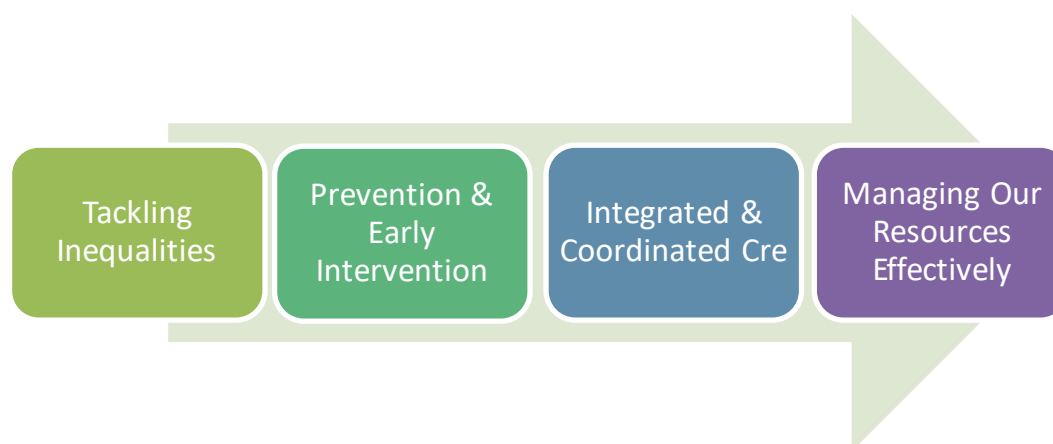 Tackling
Inequalities
Prevention &
Early
Intervention
Integrated &
Coordinated Cre
Managing Our
Resources
Effectively